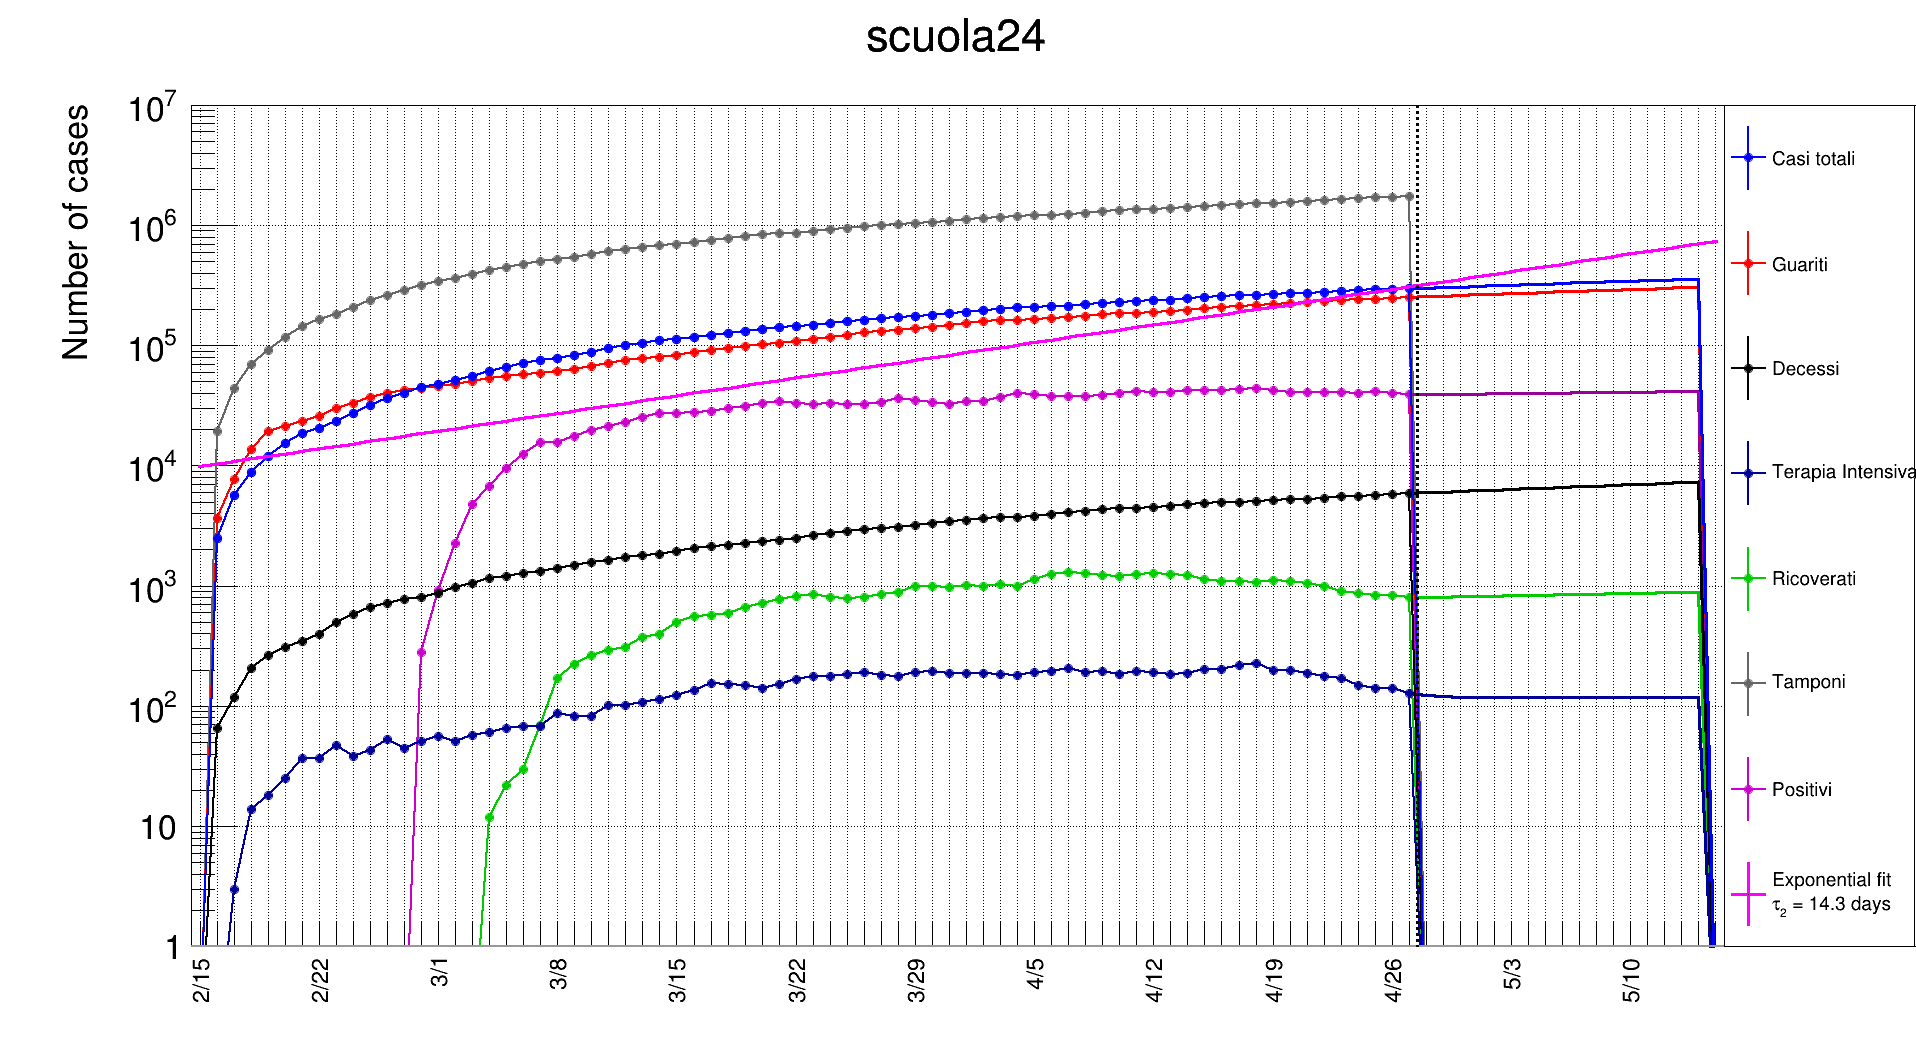 scuola24
Number of cases
10^7
10^6
10^5
10^4
10^3
10^2
10
1
2/15
2/22
3/1
3/8
3/15
3/22
3/29
4/5
4/12
4/19
4/26
5/3
5/10
Casi totali
Guariti
Decessi
Terapia Intensiva
Ricoverati
Tamponi
Positivi
Exponential fit
τ_2 = 14.3 days